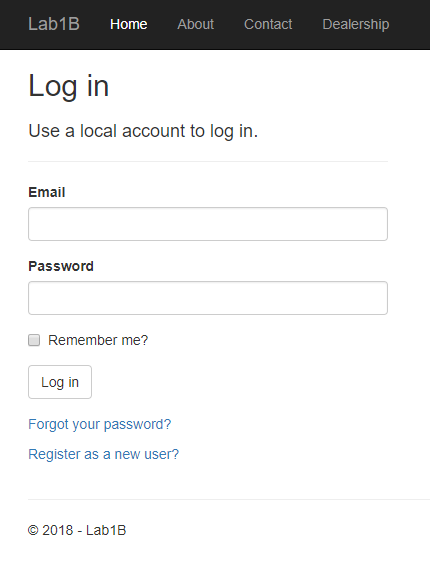 Lab1B Home About Contact Dealership
Log in
Use a local account to log in.
Email
Password
Remember me?
Log in
Forgot your password?
Register as a new user?
© 2018 - Lab1B